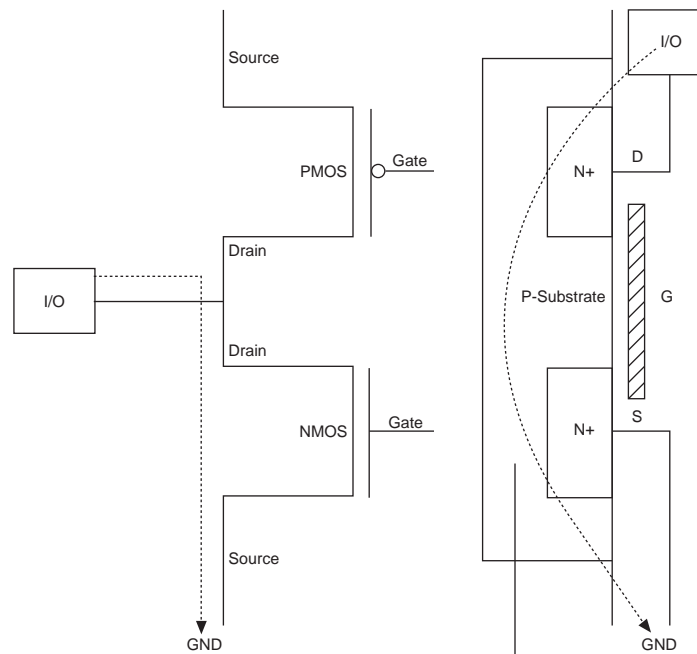 Source
PMOS
Gate
Drain
I/O
Drain
NMOS
Gate
Source
GND
I/O
D
N+
P-Substrate
G
S
N+
GND